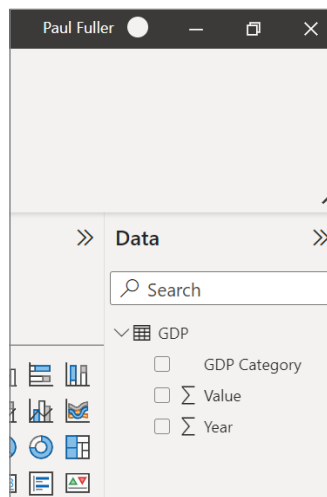 Paul Fuller
Data
Search
GDP
GDP Category
∑ Value
∑ Year